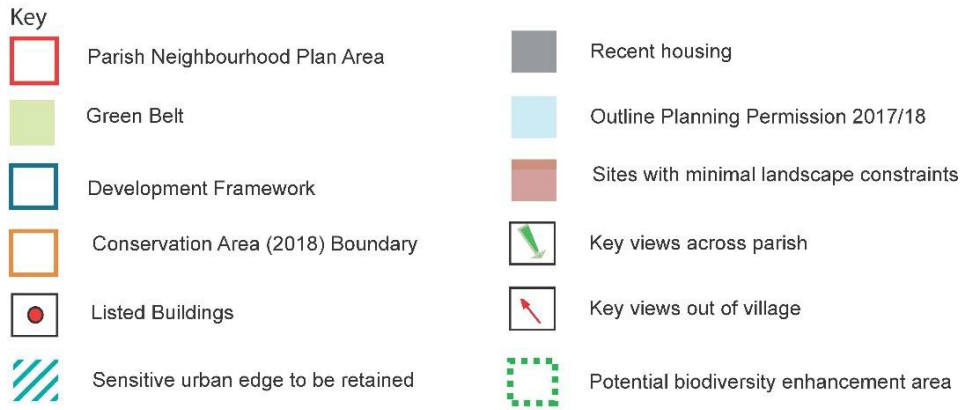 Key
Parish Neighbourhood Plan Area
Green Belt
Development Framework
Conservation Area (2018) Boundary
Listed Buildings
Sensitive urban edge to be retained
Recent housing
Outline Planning Permission 2017/18
Sites with minimal landscape constraints
Key views across parish
Key views out of village
Potential biodiversity enhancement area